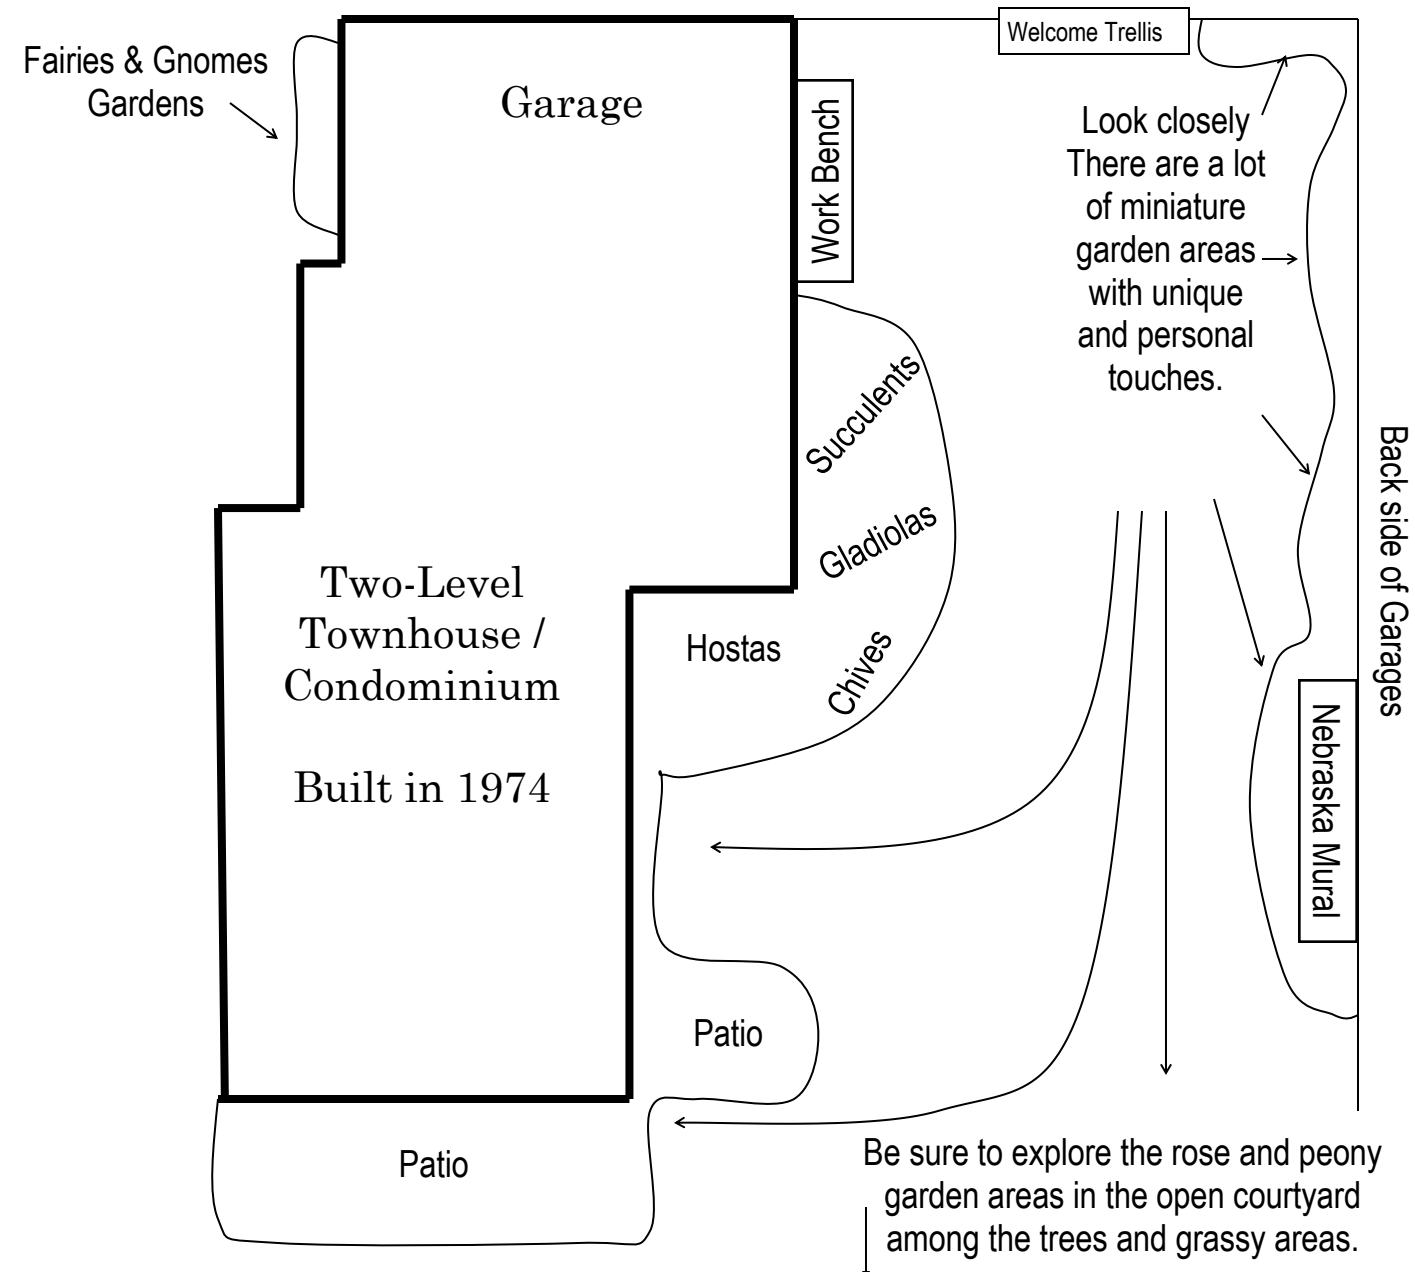 Welcome Trellis
Fairies & Gnomes
Gardens
Garage
Work Bench
Look closely
There are a lot
of miniature
garden areas
with unique
and personal
touches.
Succulents
Gladiolas
Chives
Hostas
Back side of Garages
Two-Level
Townhouse /
Condominium
Built in 1974
Nebraska Mural
Patio
Patio
Be sure to explore the rose and peony
garden areas in the open courtyard
among the trees and grassy areas.